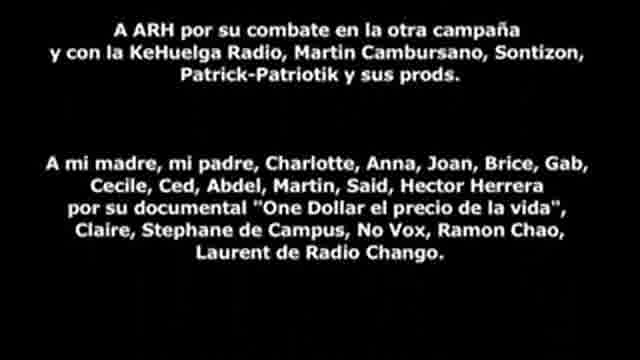 A ARH por su combate en la otra campaña
y con la KeHuelga Radio, Martin Cambursano, Sontizon,
Patrick-Patriotik y sus prods.
A mi madre, mi padre, Charlotte, Anna, Joan, Brice, Gab,
Cecile, Ced, Abdel, Martin, Said, Hector Herrera
por su documental "One Dollar el precio de la vida",
Claire, Stephane de Campus, No Vox, Ramon Chao,
Laurent de Radio Chango.